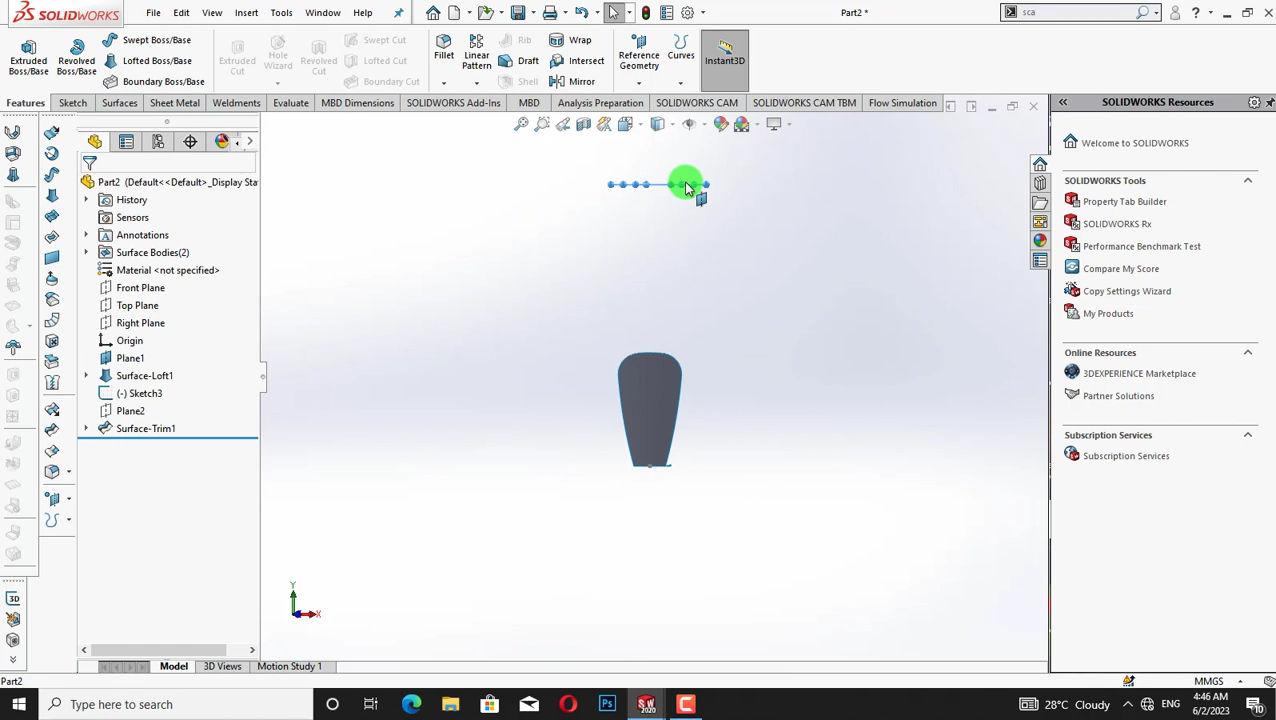 SOLIDWORKS
File
Edit
View
Insert
Tools
Window
Help
Part2 *
sca
Extruded Boss/Base
Revolved Boss/Base
Swept Boss/Base
Lofted Boss/Base
Boundary Boss/Base
Extruded Cut
Hole Wizard
Revolved Cut
Swept Cut
Lofted Cut
Boundary Cut
Fillet
Linear Pattern
Rib
Draft
Shell
Wrap
Intersect
Mirror
Reference Geometry
Curves
Instant3D
Features
Sketch
Surfaces
Sheet Metal
Weldments
Evaluate
MBD Dimensions
SOLIDWORKS Add-Ins
MBD
Analysis Preparation
SOLIDWORKS CAM
SOLIDWORKS CAM TBM
Flow Simulation
Part2 (Default<<Default>_Display Sta
History
Sensors
Annotations
Surface Bodies(2)
Material <not specified>
Front Plane
Top Plane
Right Plane
Origin
Plane1
Surface-Loft1
(-) Sketch3
Plane2
Surface-Trim1
Y
X
SOLIDWORKS Resources
Welcome to SOLIDWORKS
SOLIDWORKS Tools
Property Tab Builder
SOLIDWORKS Rx
Performance Benchmark Test
Compare My Score
Copy Settings Wizard
My Products
Online Resources
3DEXPERIENCE Marketplace
Partner Solutions
Subscription Services
Subscription Services
Model
3D Views
Motion Study 1
Part2
MMGS
Type here to search
28°C Cloudy
ENG
4:46 AM
6/2/2023